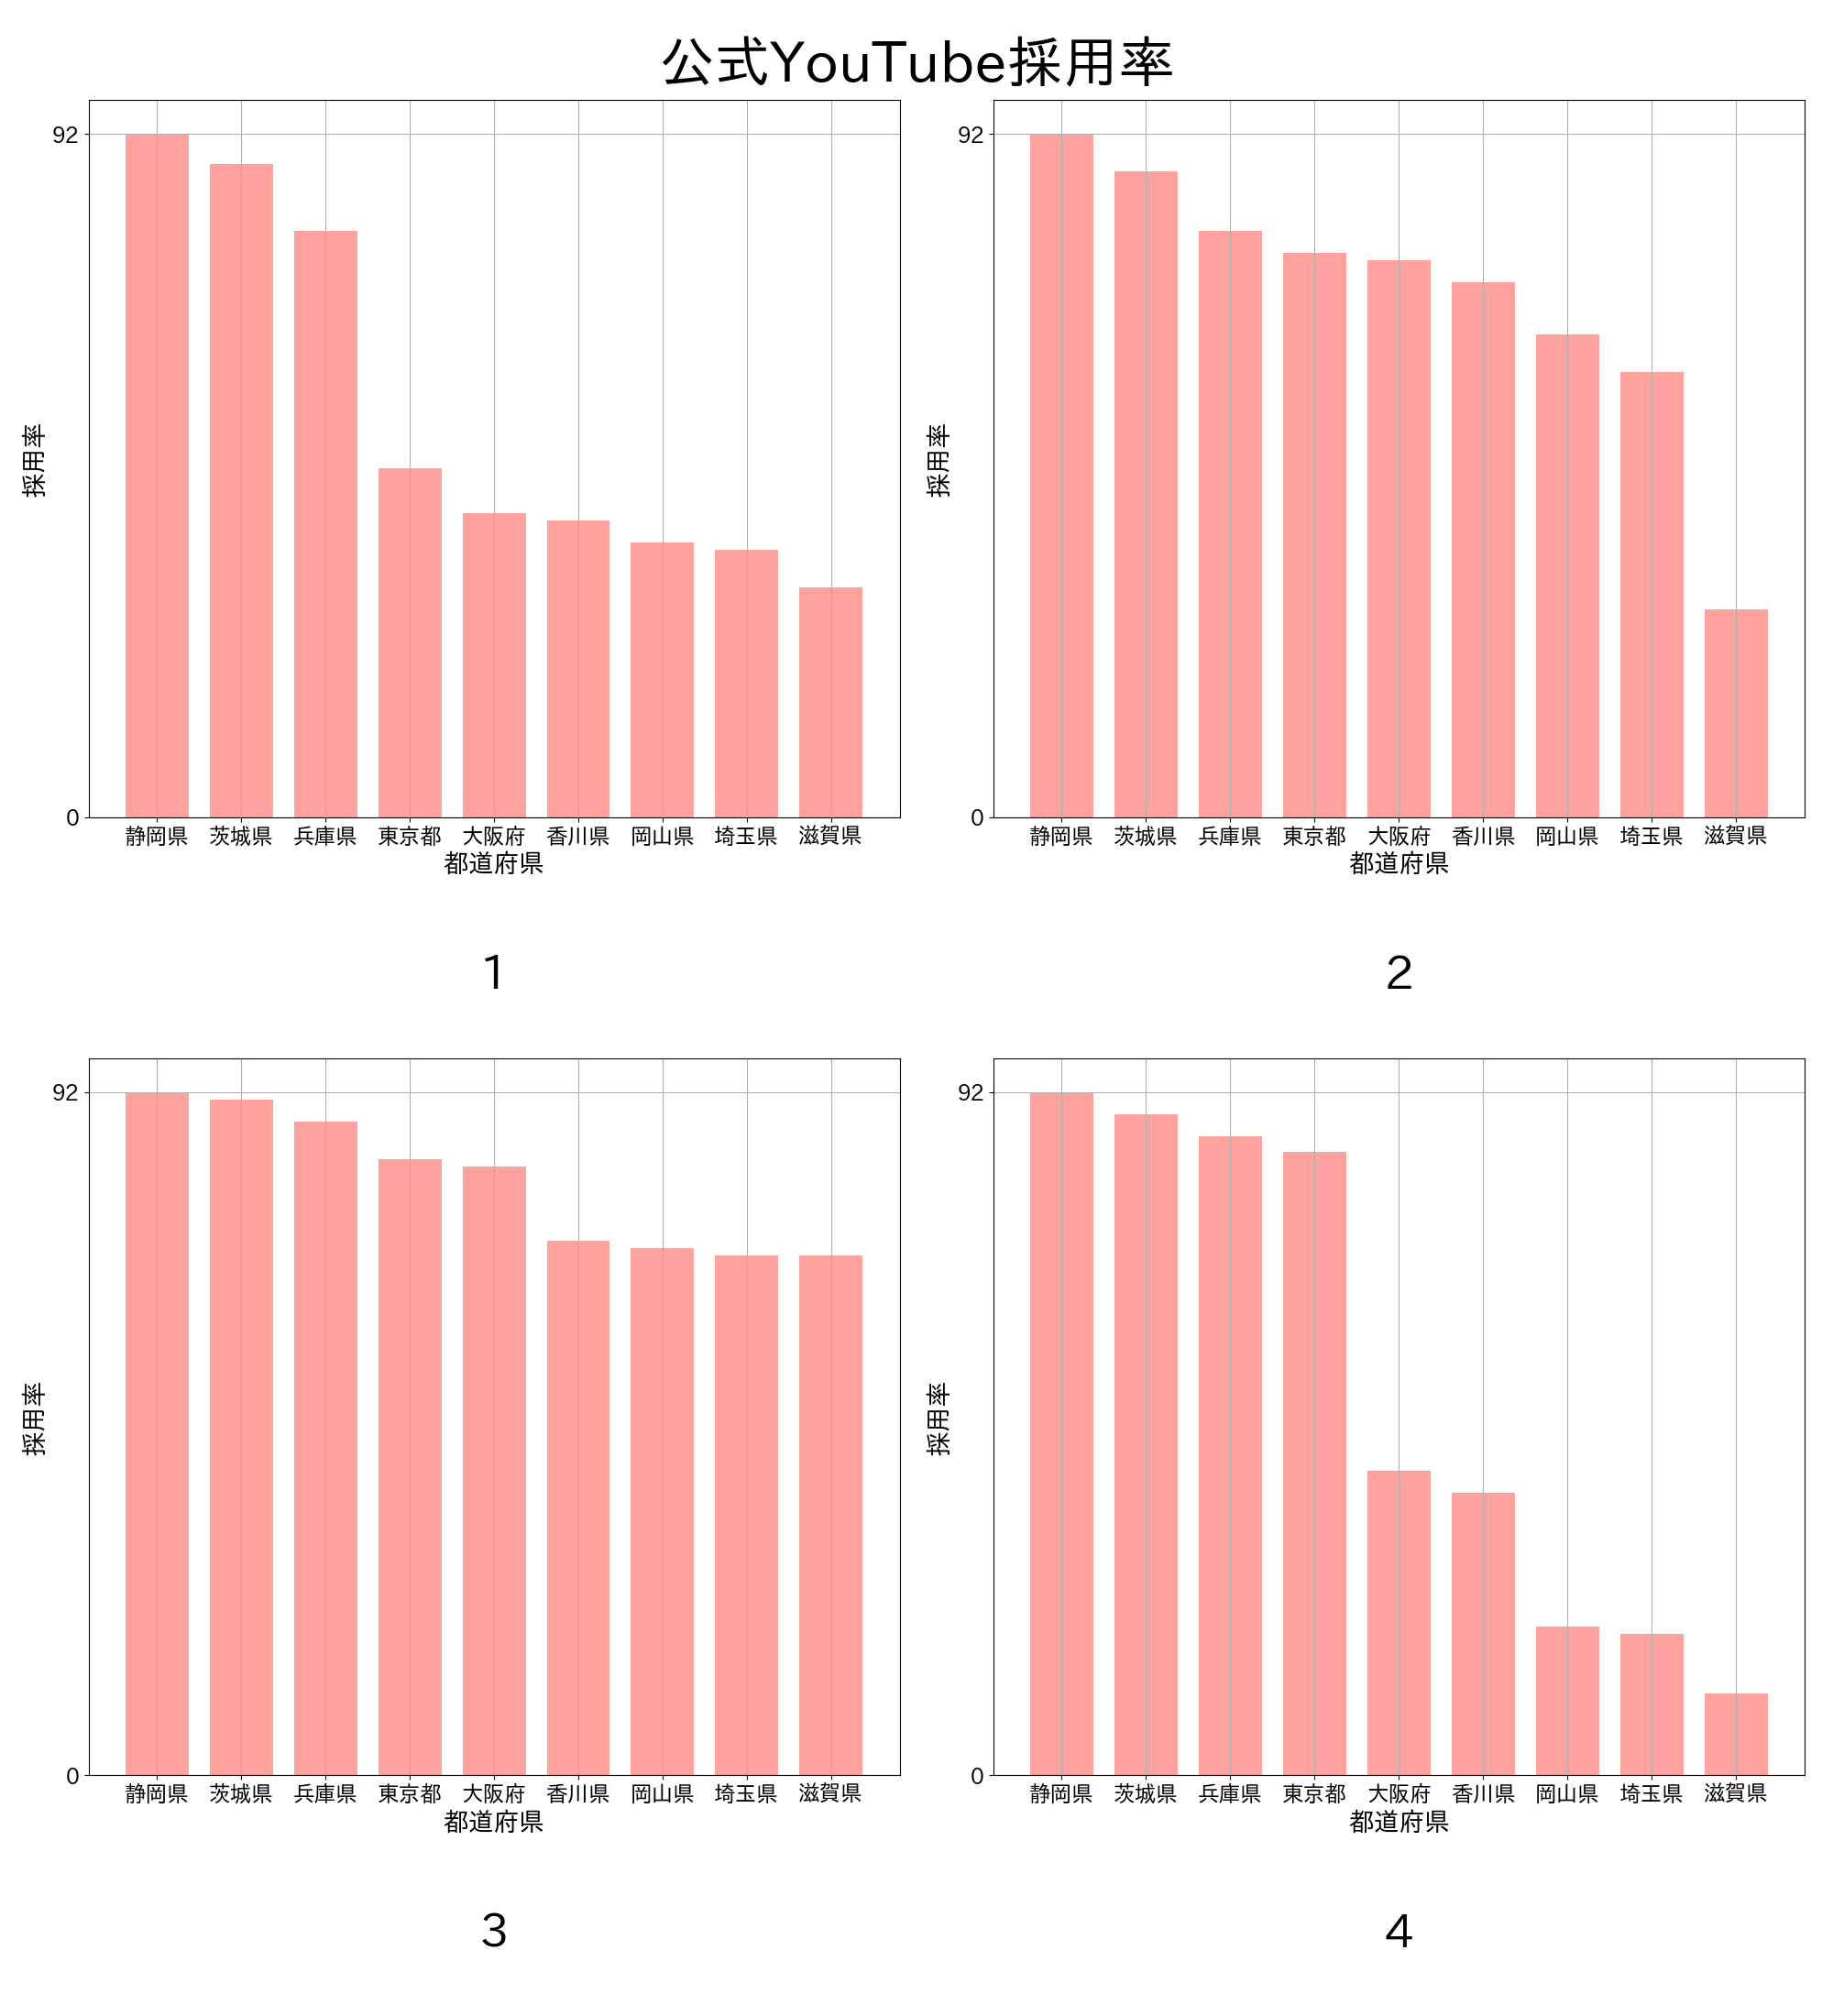 公式YouTube採用率
採用率
92
0
静岡県 茨城県 兵庫県 東京都 大阪府 香川県 岡山県 埼玉県 滋賀県
都道府県
1
採用率
92
0
静岡県 茨城県 兵庫県 東京都 大阪府 香川県 岡山県 埼玉県 滋賀県
都道府県
2
採用率
92
0
静岡県 茨城県 兵庫県 東京都 大阪府 香川県 岡山県 埼玉県 滋賀県
都道府県
3
採用率
92
0
静岡県 茨城県 兵庫県 東京都 大阪府 香川県 岡山県 埼玉県 滋賀県
都道府県
4